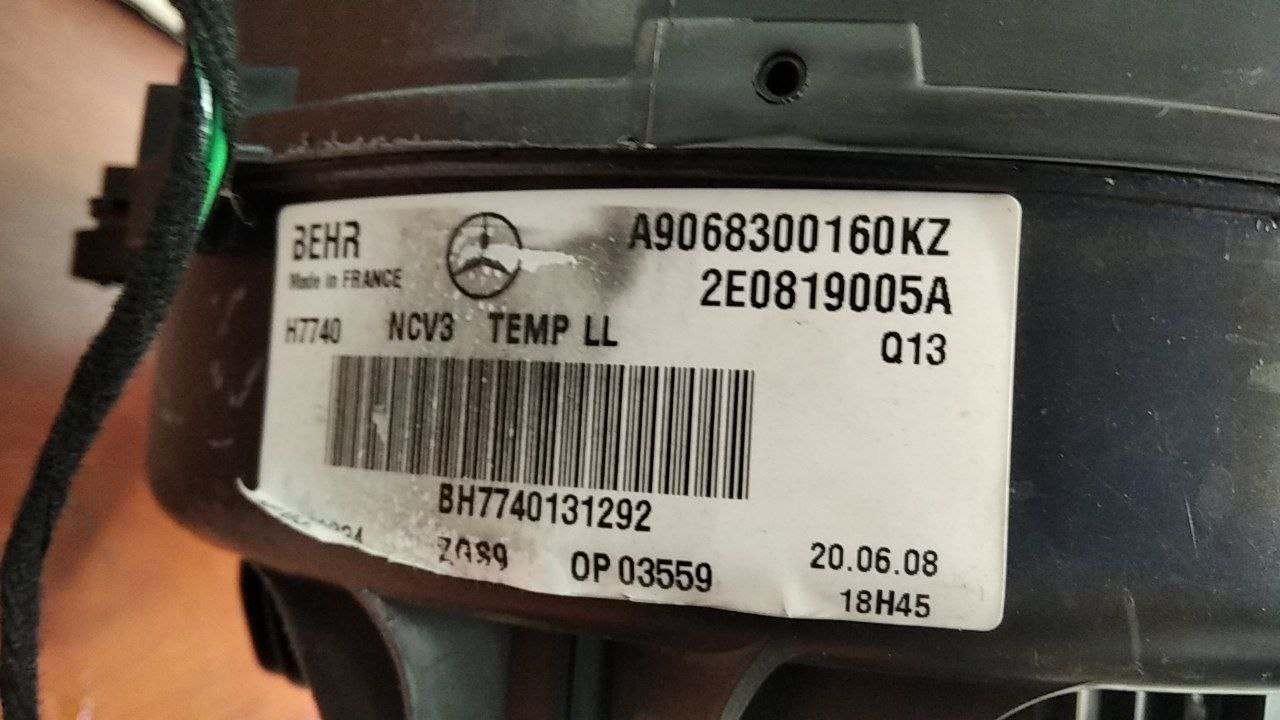 BEHR
A9068300160KZ
Made in FRANCE
2E0819005A
H7740 NCV3 TEMP LL
Q13
BH7740131292
OP 03559
20.06.08
18H45